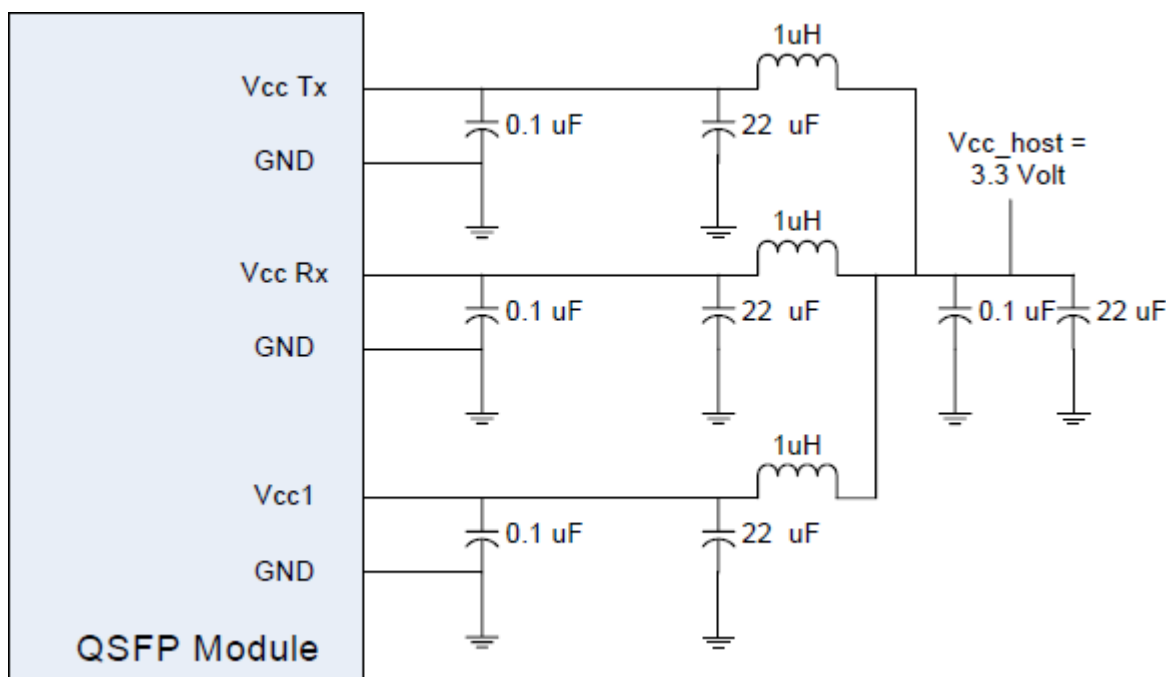 1uH
Vcc Tx
0.1 uF
22 uF
GND
Vcc_host =
3.3 Volt
1uH
Vcc Rx
0.1 uF
22 uF
0.1 uF
22 uF
GND
1uH
Vcc1
0.1 uF
22 uF
GND
QSFP Module